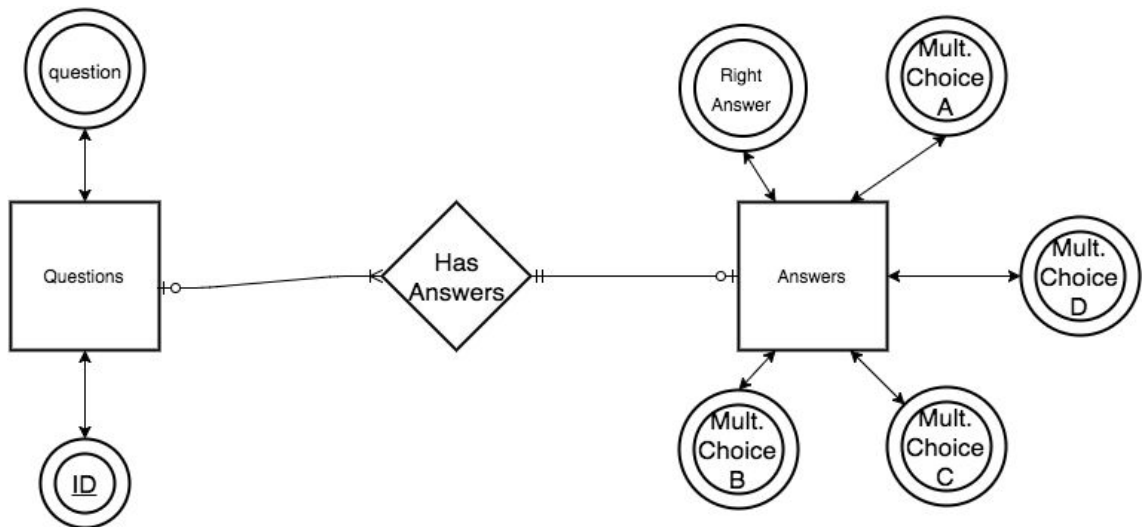 question
Right
Answer
Mult.
Choice
A
Questions
Has
Answers
Answers
Mult.
Choice
D
ID
Mult.
Choice
B
Mult.
Choice
C